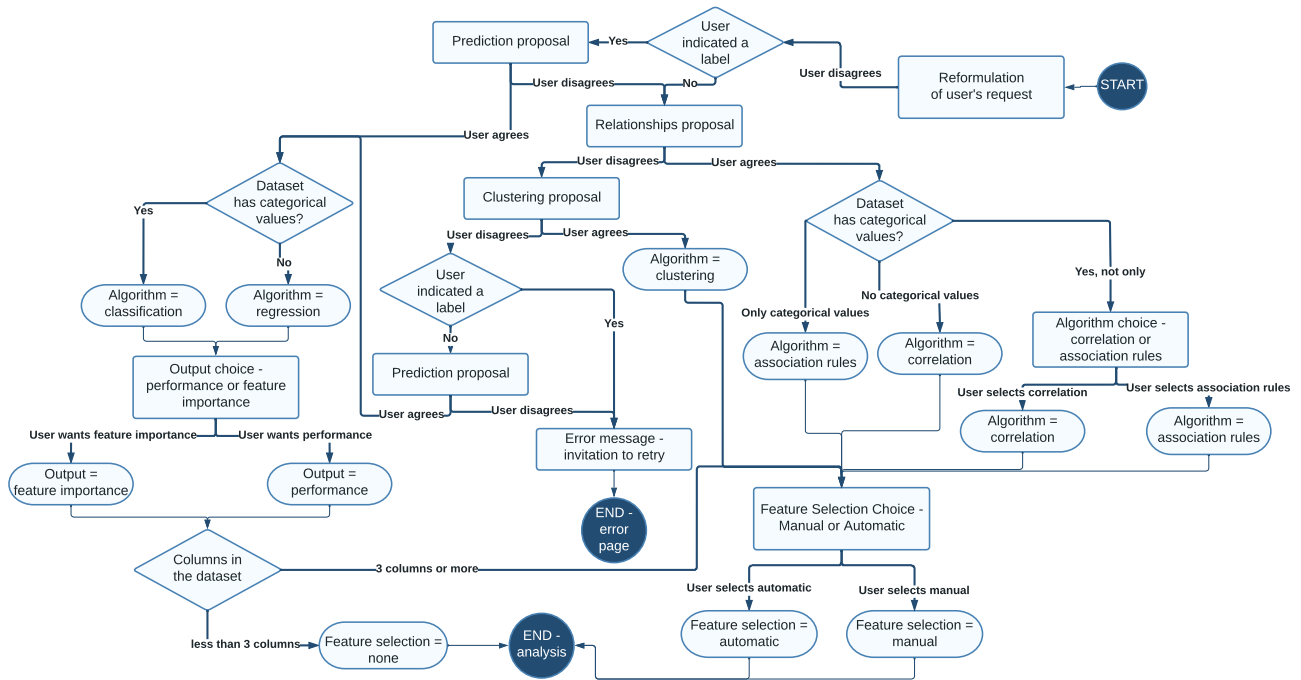 User
indicated a
label
Prediction proposal
Yes
User disagrees
Reformulation
of user's request
START
User disagrees
No
Relationships proposal
User agrees
User disagrees
User agrees
Dataset
has categorical
values?
Yes
No
Clustering proposal
User disagrees
User agrees
Dataset
has categorical
values?
Algorithm =
classification
Algorithm =
regression
User
indicated a
label
Algorithm =
clustering
Yes, not only
No categorical values
Only categorical values
Yes
No
Algorithm =
association rules
Algorithm =
correlation
Algorithm choice -
correlation or
association rules
Output choice -
performance or feature
importance
Prediction proposal
User agrees
User disagrees
User selects correlation
User selects association rules
Algorithm =
correlation
Algorithm =
association rules
User wants feature importance
User wants performance
Error message -
invitation to retry
Output =
feature importance
Output =
performance
END -
error
page
Feature Selection Choice -
Manual or Automatic
Columns in
the dataset
3 columns or more
User selects automatic
User selects manual
less than 3 columns
Feature selection =
none
END -
analysis
Feature selection =
automatic
Feature selection =
manual